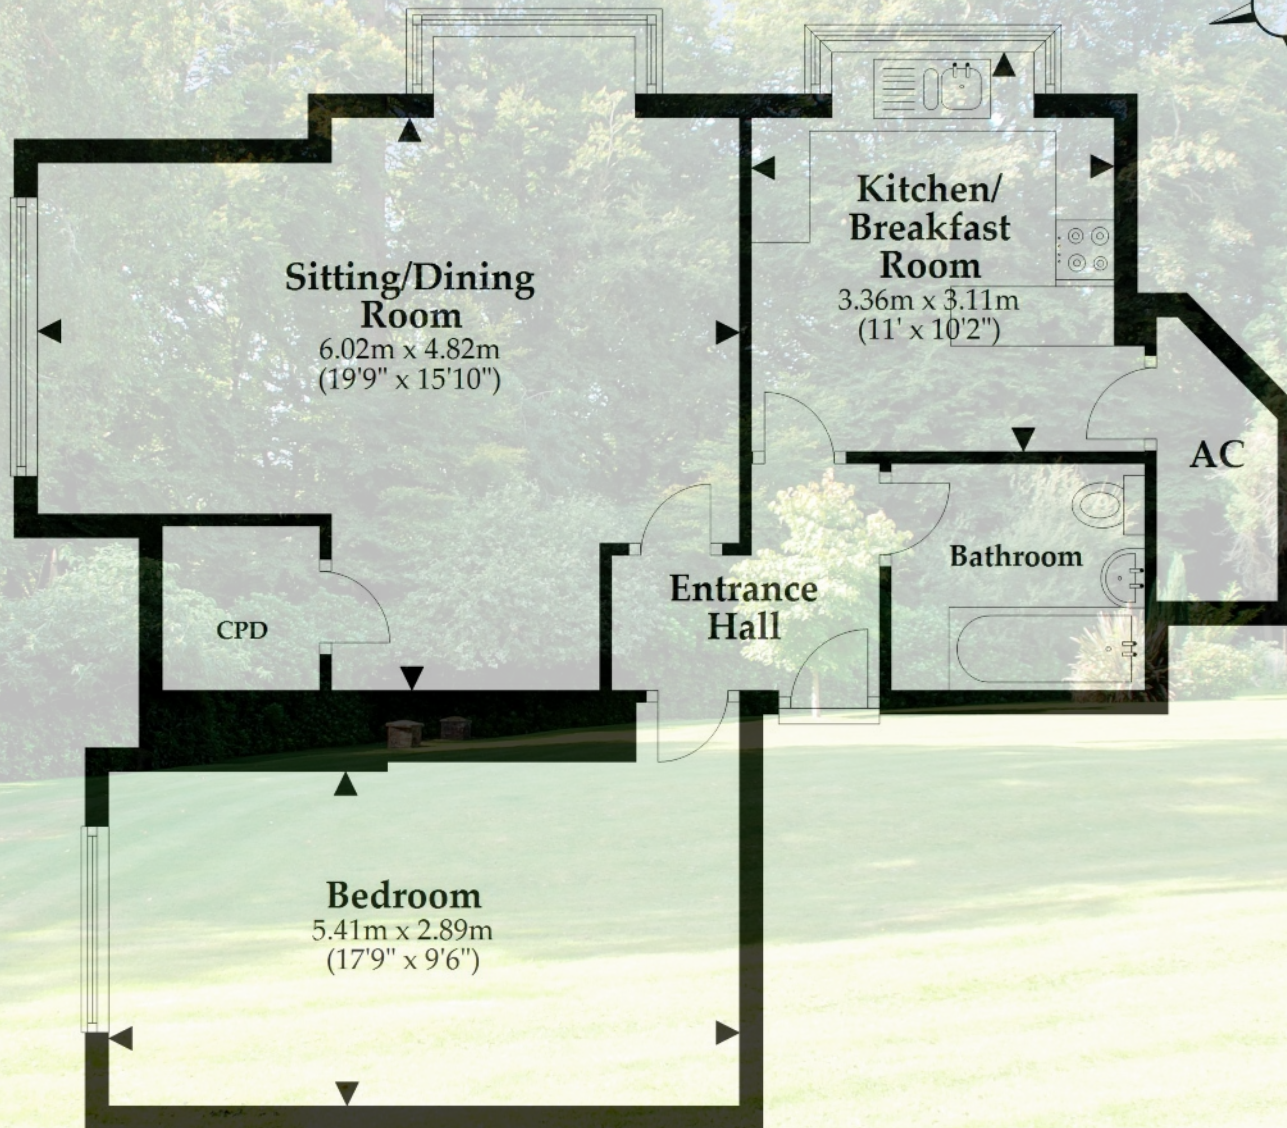 Sitting/Dining
Room
6.02m x 4.82m
(19'9" x 15'10")
Kitchen/
Breakfast
Room
3.36m x 3.11m
(11' x 10'2")
AC
Bathroom
Entrance
Hall
CPD
Bedroom
5.41m x 2.89m
(17'9" x 9'6")